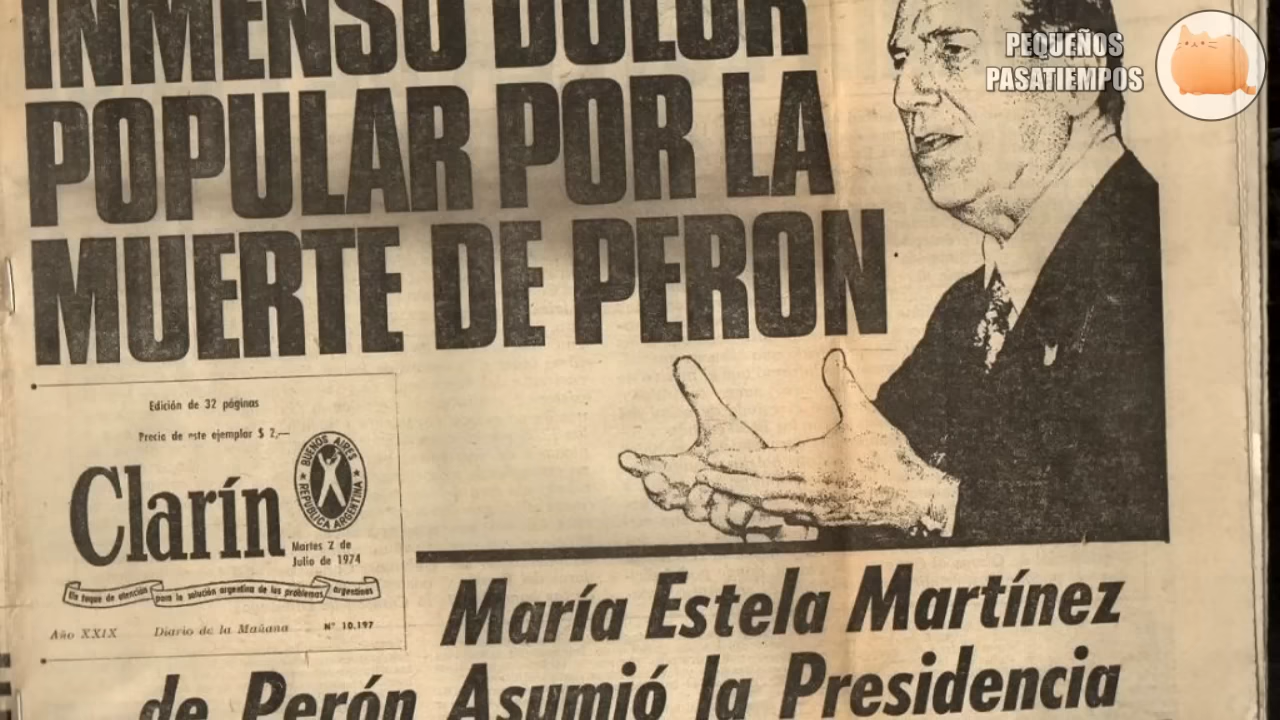 INMENSO DOLOR
POPULAR POR LA
MUERTE DE PERON
PEQUEÑOS
PASATIEMPOS
Edición de 32 páginas
Precio de este ejemplar $ 2,—
Clarín
BUENOS AIRES
REPUBLICA ARGENTINA
Martes 2 de
Julio de 1974
Un toque de atención para la solución argentina de los problemas argentinos
Año XXIX Diario de la Mañana Nº 10.197
María Estela Martínez
de Perón Asumió la Presidencia